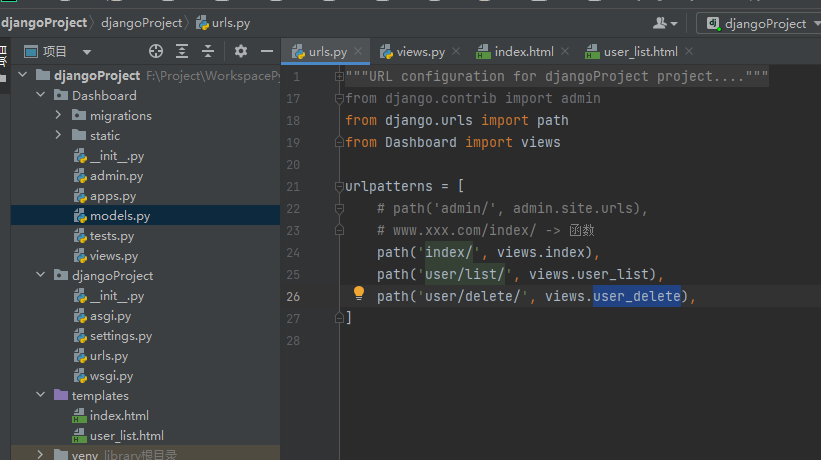 djangoProject djangoProject urls.py djangoProject
项目
urls.py views.py index.html user_list.html
djangoProject F:\Project\WorkspacePy
Dashboard
migrations
static
__init__.py
admin.py
apps.py
models.py
tests.py
views.py
djangoProject
__init__.py
asgi.py
settings.py
urls.py
wsgi.py
templates
index.html
user_list.html
venv library根目录
1 """URL configuration for djangoProject project...."""
17 from django.contrib import admin
18 from django.urls import path
19 from Dashboard import views
20
21 urlpatterns = [
22 # path('admin/', admin.site.urls),
23 # www.xxx.com/index/ -> 函数
24 path('index/', views.index),
25 path('user/list/', views.user_list),
26 path('user/delete/', views.user_delete),
27 ]
28